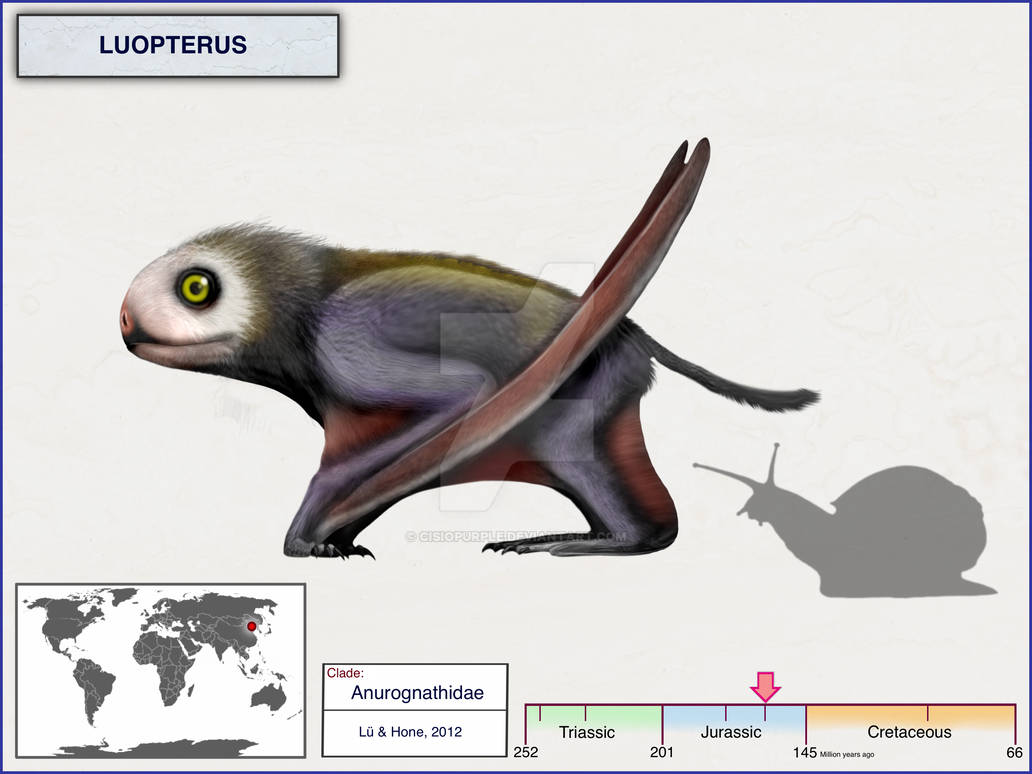 LUOPTERUS
© CISIOPURPLE.DEVIANTART.COM
Clade:
Anurognathidae
Lü & Hone, 2012
Triassic Jurassic Cretaceous
252 201 145 Million years ago 66